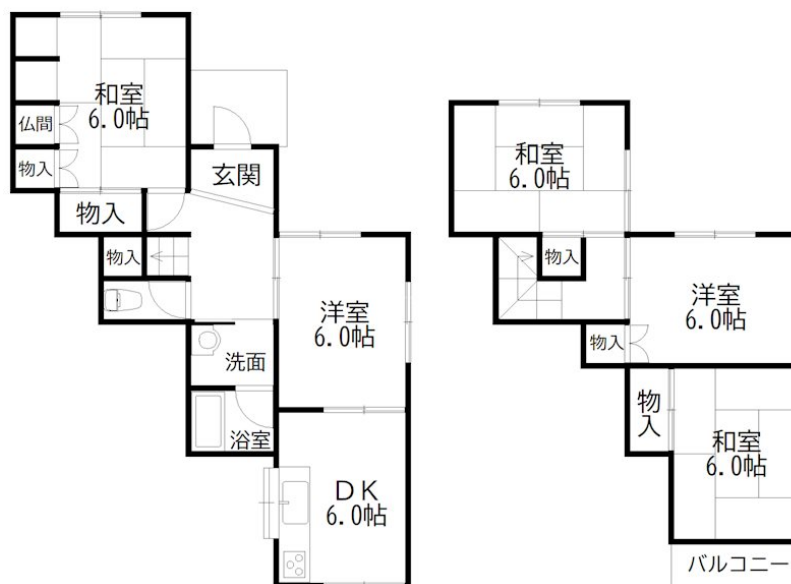 和室
6.0帖
仏間
物入
物入
玄関
物入
洋室
6.0帖
洗面
浴室
DK
6.0帖
和室
6.0帖
物入
洋室
6.0帖
物入
物入
和室
6.0帖
バルコニー